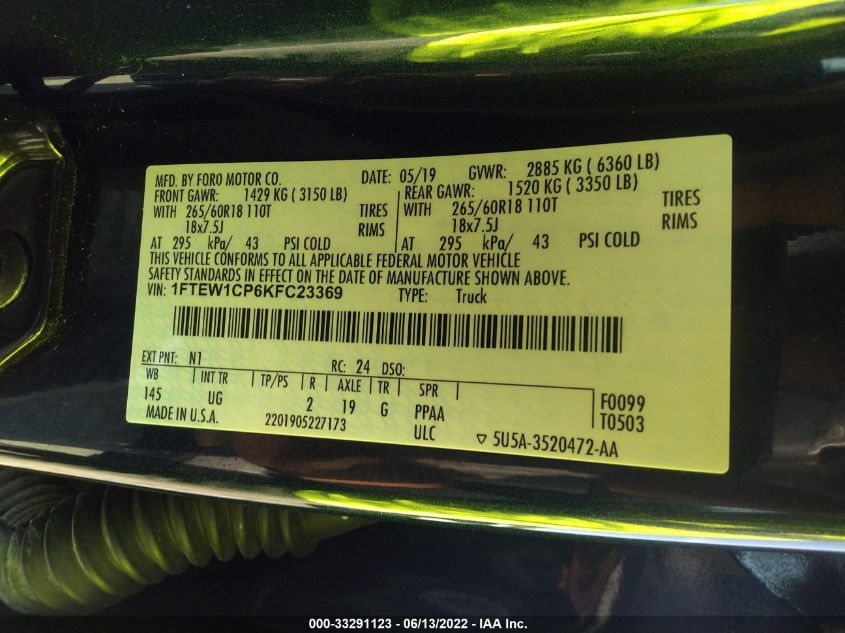 MFD. BY FORD MOTOR CO. DATE: 05/19 GVWR: 2885 KG ( 6360 LB)
FRONT GAWR: 1429 KG ( 3150 LB) REAR GAWR: 1520 KG ( 3350 LB)
WITH 265/60R18 110T TIRES WITH 265/60R18 110T TIRES
18x7.5J RIMS 18x7.5J RIMS
AT 295 kPa/ 43 PSI COLD AT 295 kPa/ 43 PSI COLD
THIS VEHICLE CONFORMS TO ALL APPLICABLE FEDERAL MOTOR VEHICLE
SAFETY STANDARDS IN EFFECT ON THE DATE OF MANUFACTURE SHOWN ABOVE.
VIN: 1FTEW1CP6KFC23369 TYPE: Truck
EXT PNT: N1 RC: 24 DSO:
WB INT TR TP/PS R AXLE TR SPR F0099
145 UG 2 19 G PPAA T0503
MADE IN U.S.A. 2201905227173 ULC ▽ 5U5A-3520472-AA
000-33291123 - 06/13/2022 - IAA Inc.